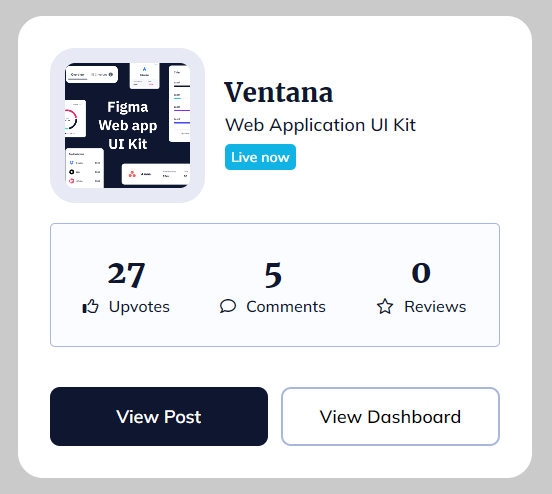 Figma
Web app
UI Kit
Ventana
Web Application UI Kit
Live now
27
5
0
Upvotes
Comments
Reviews
View Post
View Dashboard